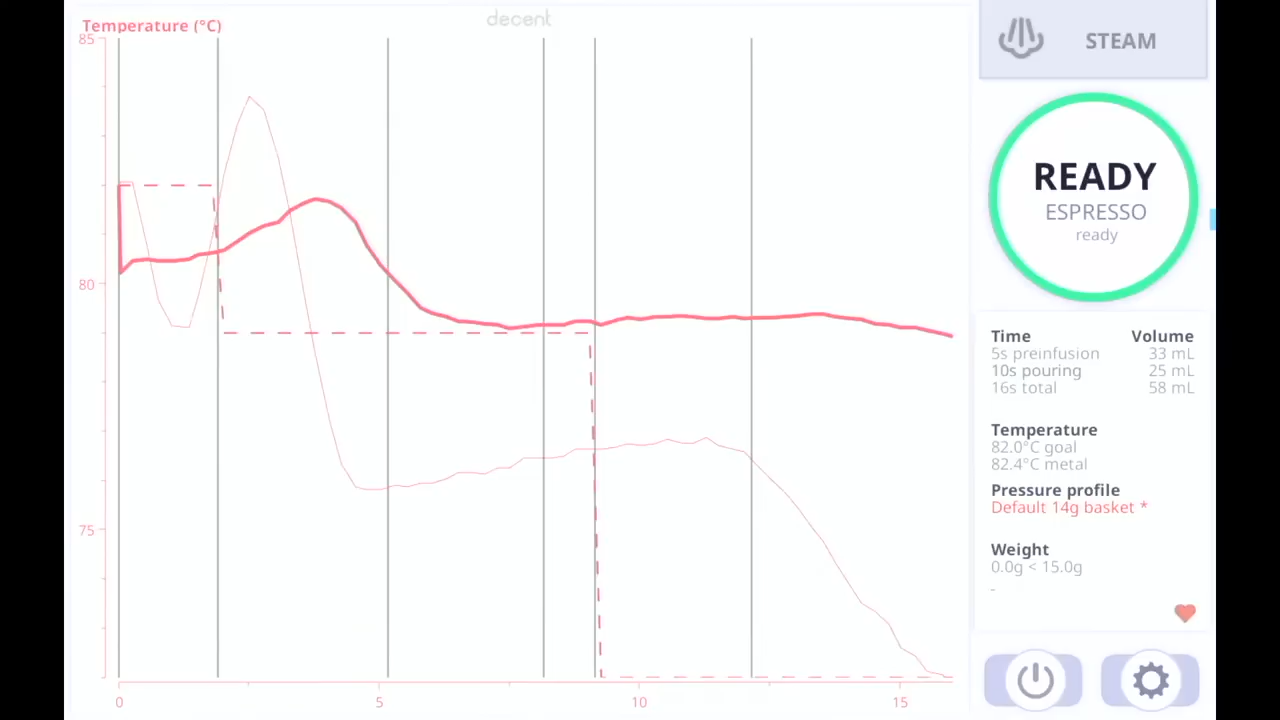 decent
Temperature (°C)
85
80
75
0
5
10
15
STEAM
READY
ESPRESSO
ready
Time Volume
5s preinfusion 33 mL
10s pouring 25 mL
16s total 58 mL
Temperature
82.0°C goal
82.4°C metal
Pressure profile
Default 14g basket *
Weight
0.0g < 15.0g
-